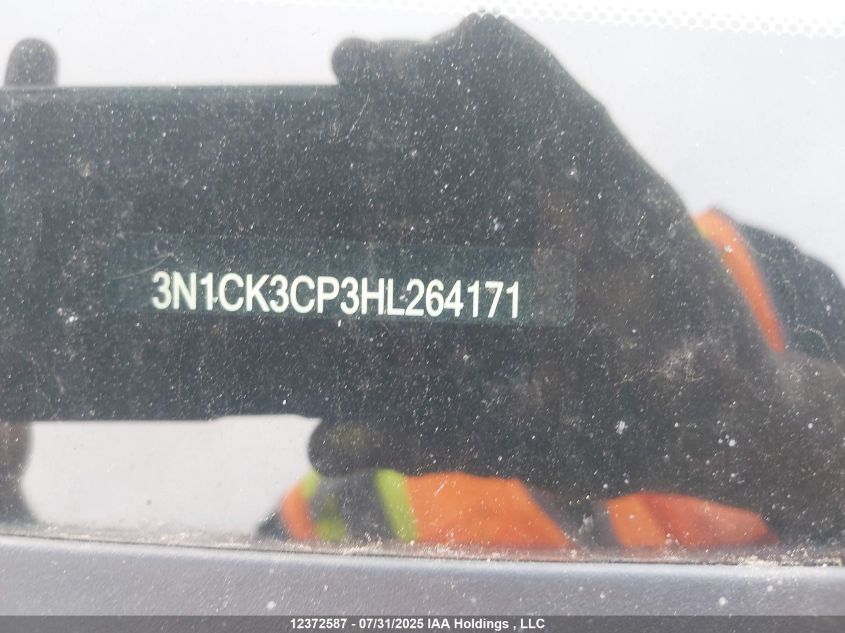 3N1CK3CP3HL264171
12372587 - 07/31/2025 IAA Holdings , LLC